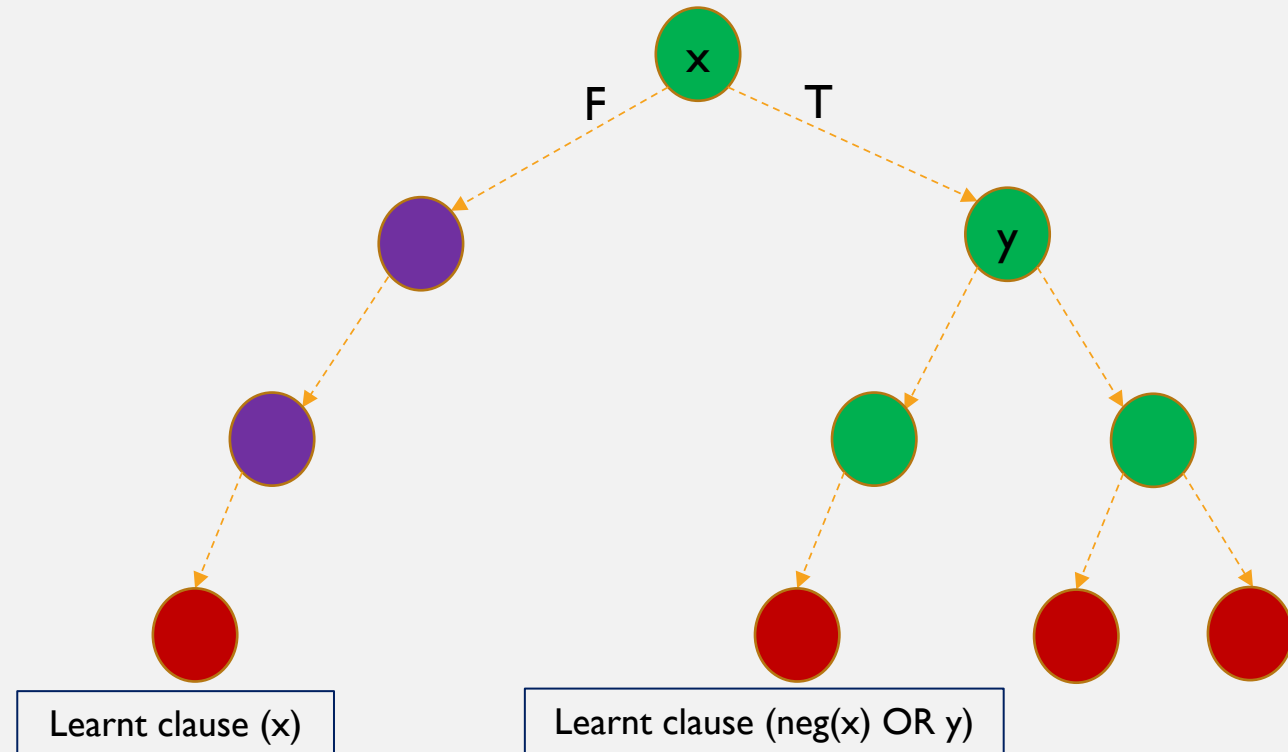 x
F
T
y
Learnt clause (x)
Learnt clause (neg(x) OR y)